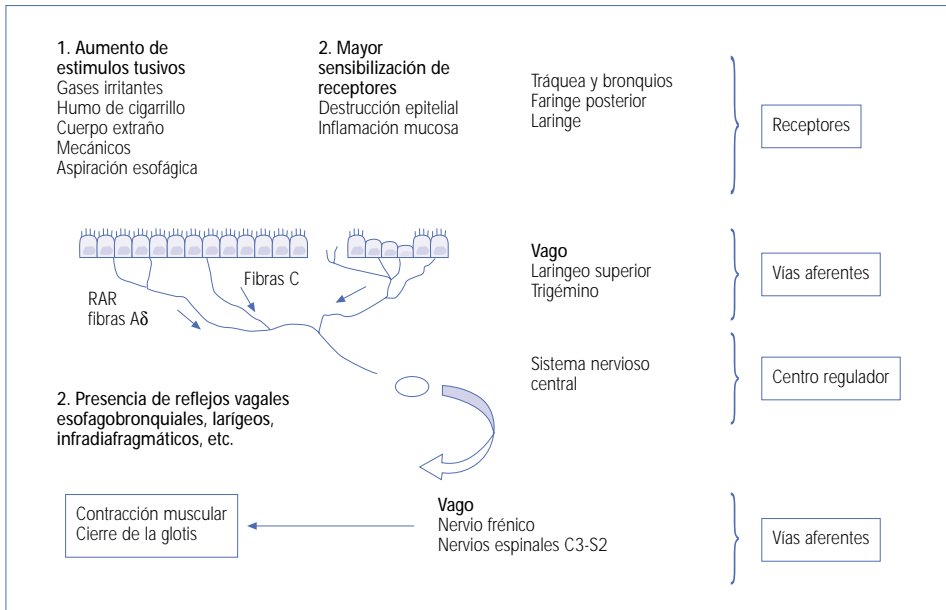 1. Aumento de
estimulos tusivos
Gases irritantes
Humo de cigarrillo
Cuerpo extraño
Mecánicos
Aspiración esofágica
2. Mayor
sensibilización de
receptores
Destrucción epitelial
Inflamación mucosa
Tráquea y bronquios
Faringe posterior
Laringe
Receptores
RAR
fibras Aδ
Fibras C
Vago
Laringeo superior
Trigémino
Vías aferentes
Sistema nervioso
central
Centro regulador
2. Presencia de reflejos vagales
esofagobronquiales, larígeos,
infradiafragmáticos, etc.
Contracción muscular
Cierre de la glotis
Vago
Nervio frénico
Nervios espinales C3-S2
Vías aferentes